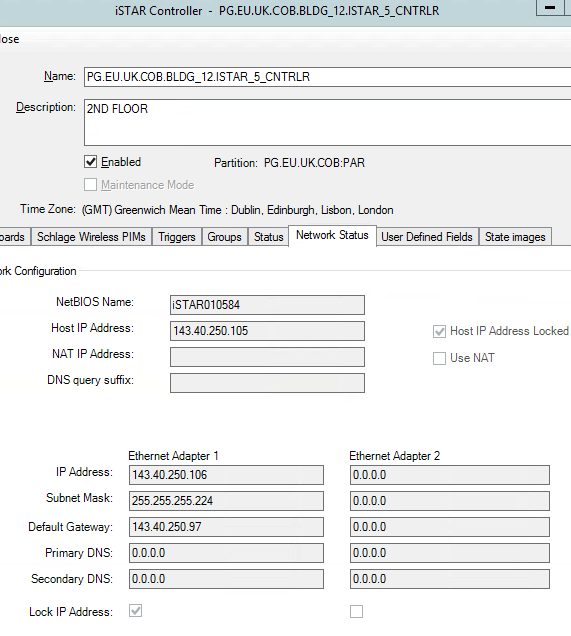 iSTAR Controller - PG.EU.UK.COB.BLDG_12.ISTAR_5_CNTRLR
Name: PG.EU.UK.COB.BLDG_12.ISTAR_5_CNTRLR
Description: 2ND FLOOR
Enabled Partition: PG.EU.UK.COB:PAR
Maintenance Mode
Time Zone: (GMT) Greenwich Mean Time : Dublin, Edinburgh, Lisbon, London
Schlage Wireless PIMs Triggers Groups Status Network Status User Defined Fields State images
Configuration
NetBIOS Name: iSTAR010584
Host IP Address: 143.40.250.105 Host IP Address Locked
NAT IP Address: Use NAT
DNS query suffix:
Ethernet Adapter 1 Ethernet Adapter 2
IP Address: 143.40.250.106 0.0.0.0
Subnet Mask: 255.255.255.224 0.0.0.0
Default Gateway: 143.40.250.97 0.0.0.0
Primary DNS: 0.0.0.0 0.0.0.0
Secondary DNS: 0.0.0.0 0.0.0.0
Lock IP Address: